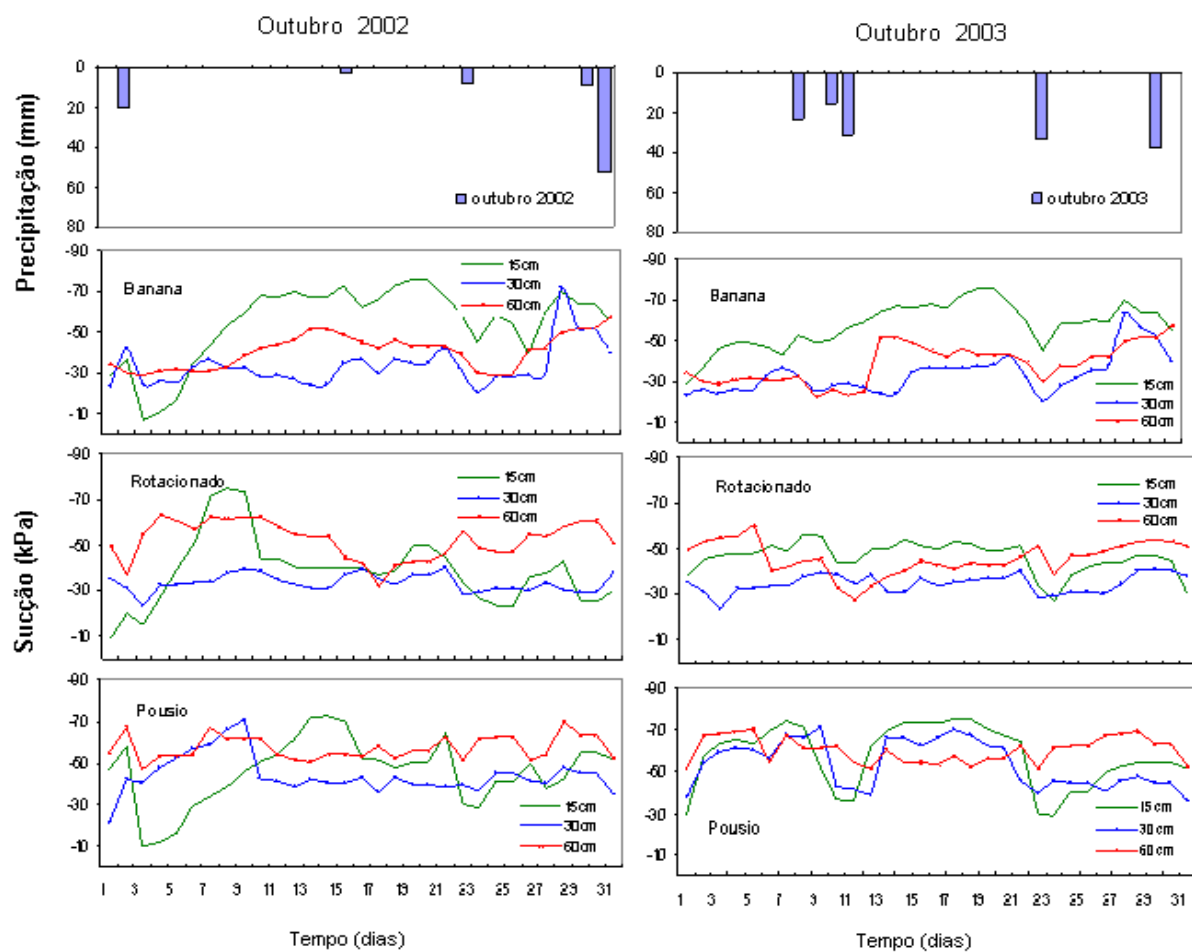 Outubro 2002
Outubro 2003
Precipitação (mm)
0
20
40
60
80
outubro 2002
0
20
40
60
80
outubro 2003
Sucção (kPa)
-90
-70
-50
-30
-10
Banana
15cm
30cm
60cm
-90
-70
-50
-30
-10
Banana
15cm
30cm
60cm
-90
-70
-50
-30
-10
Rotacionado
15cm
30cm
60cm
-90
-70
-50
-30
-10
Rotacionado
15cm
30cm
60cm
-90
-70
-50
-30
-10
Pousio
15cm
30cm
60cm
1 3 5 7 9 11 13 15 17 19 21 23 25 27 29 31
Tempo (dias)
-90
-70
-50
-30
-10
Pousio
15cm
30cm
60cm
1 3 5 7 9 11 13 15 17 19 21 23 25 27 29 31
Tempo (dias)